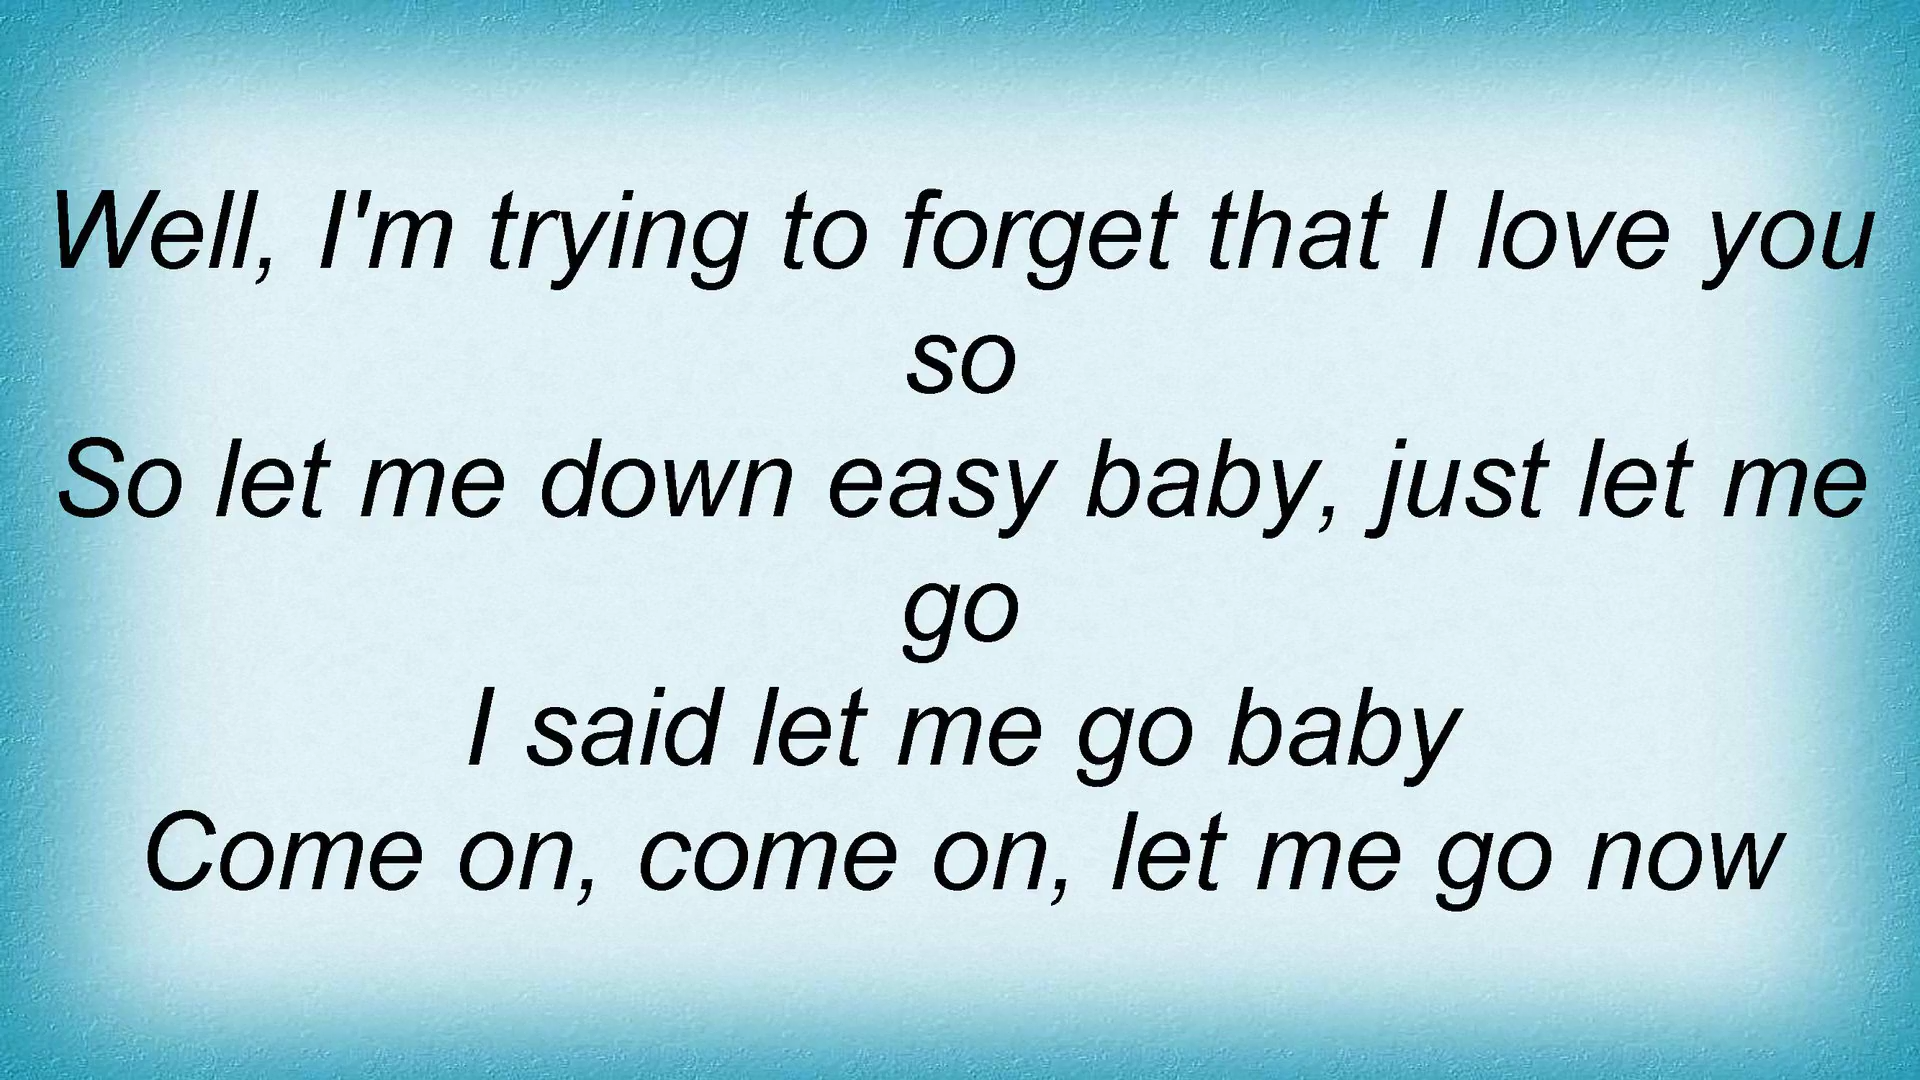 Well, I'm trying to forget that I love you
so
So let me down easy baby, just let me
go
I said let me go baby
Come on, come on, let me go now